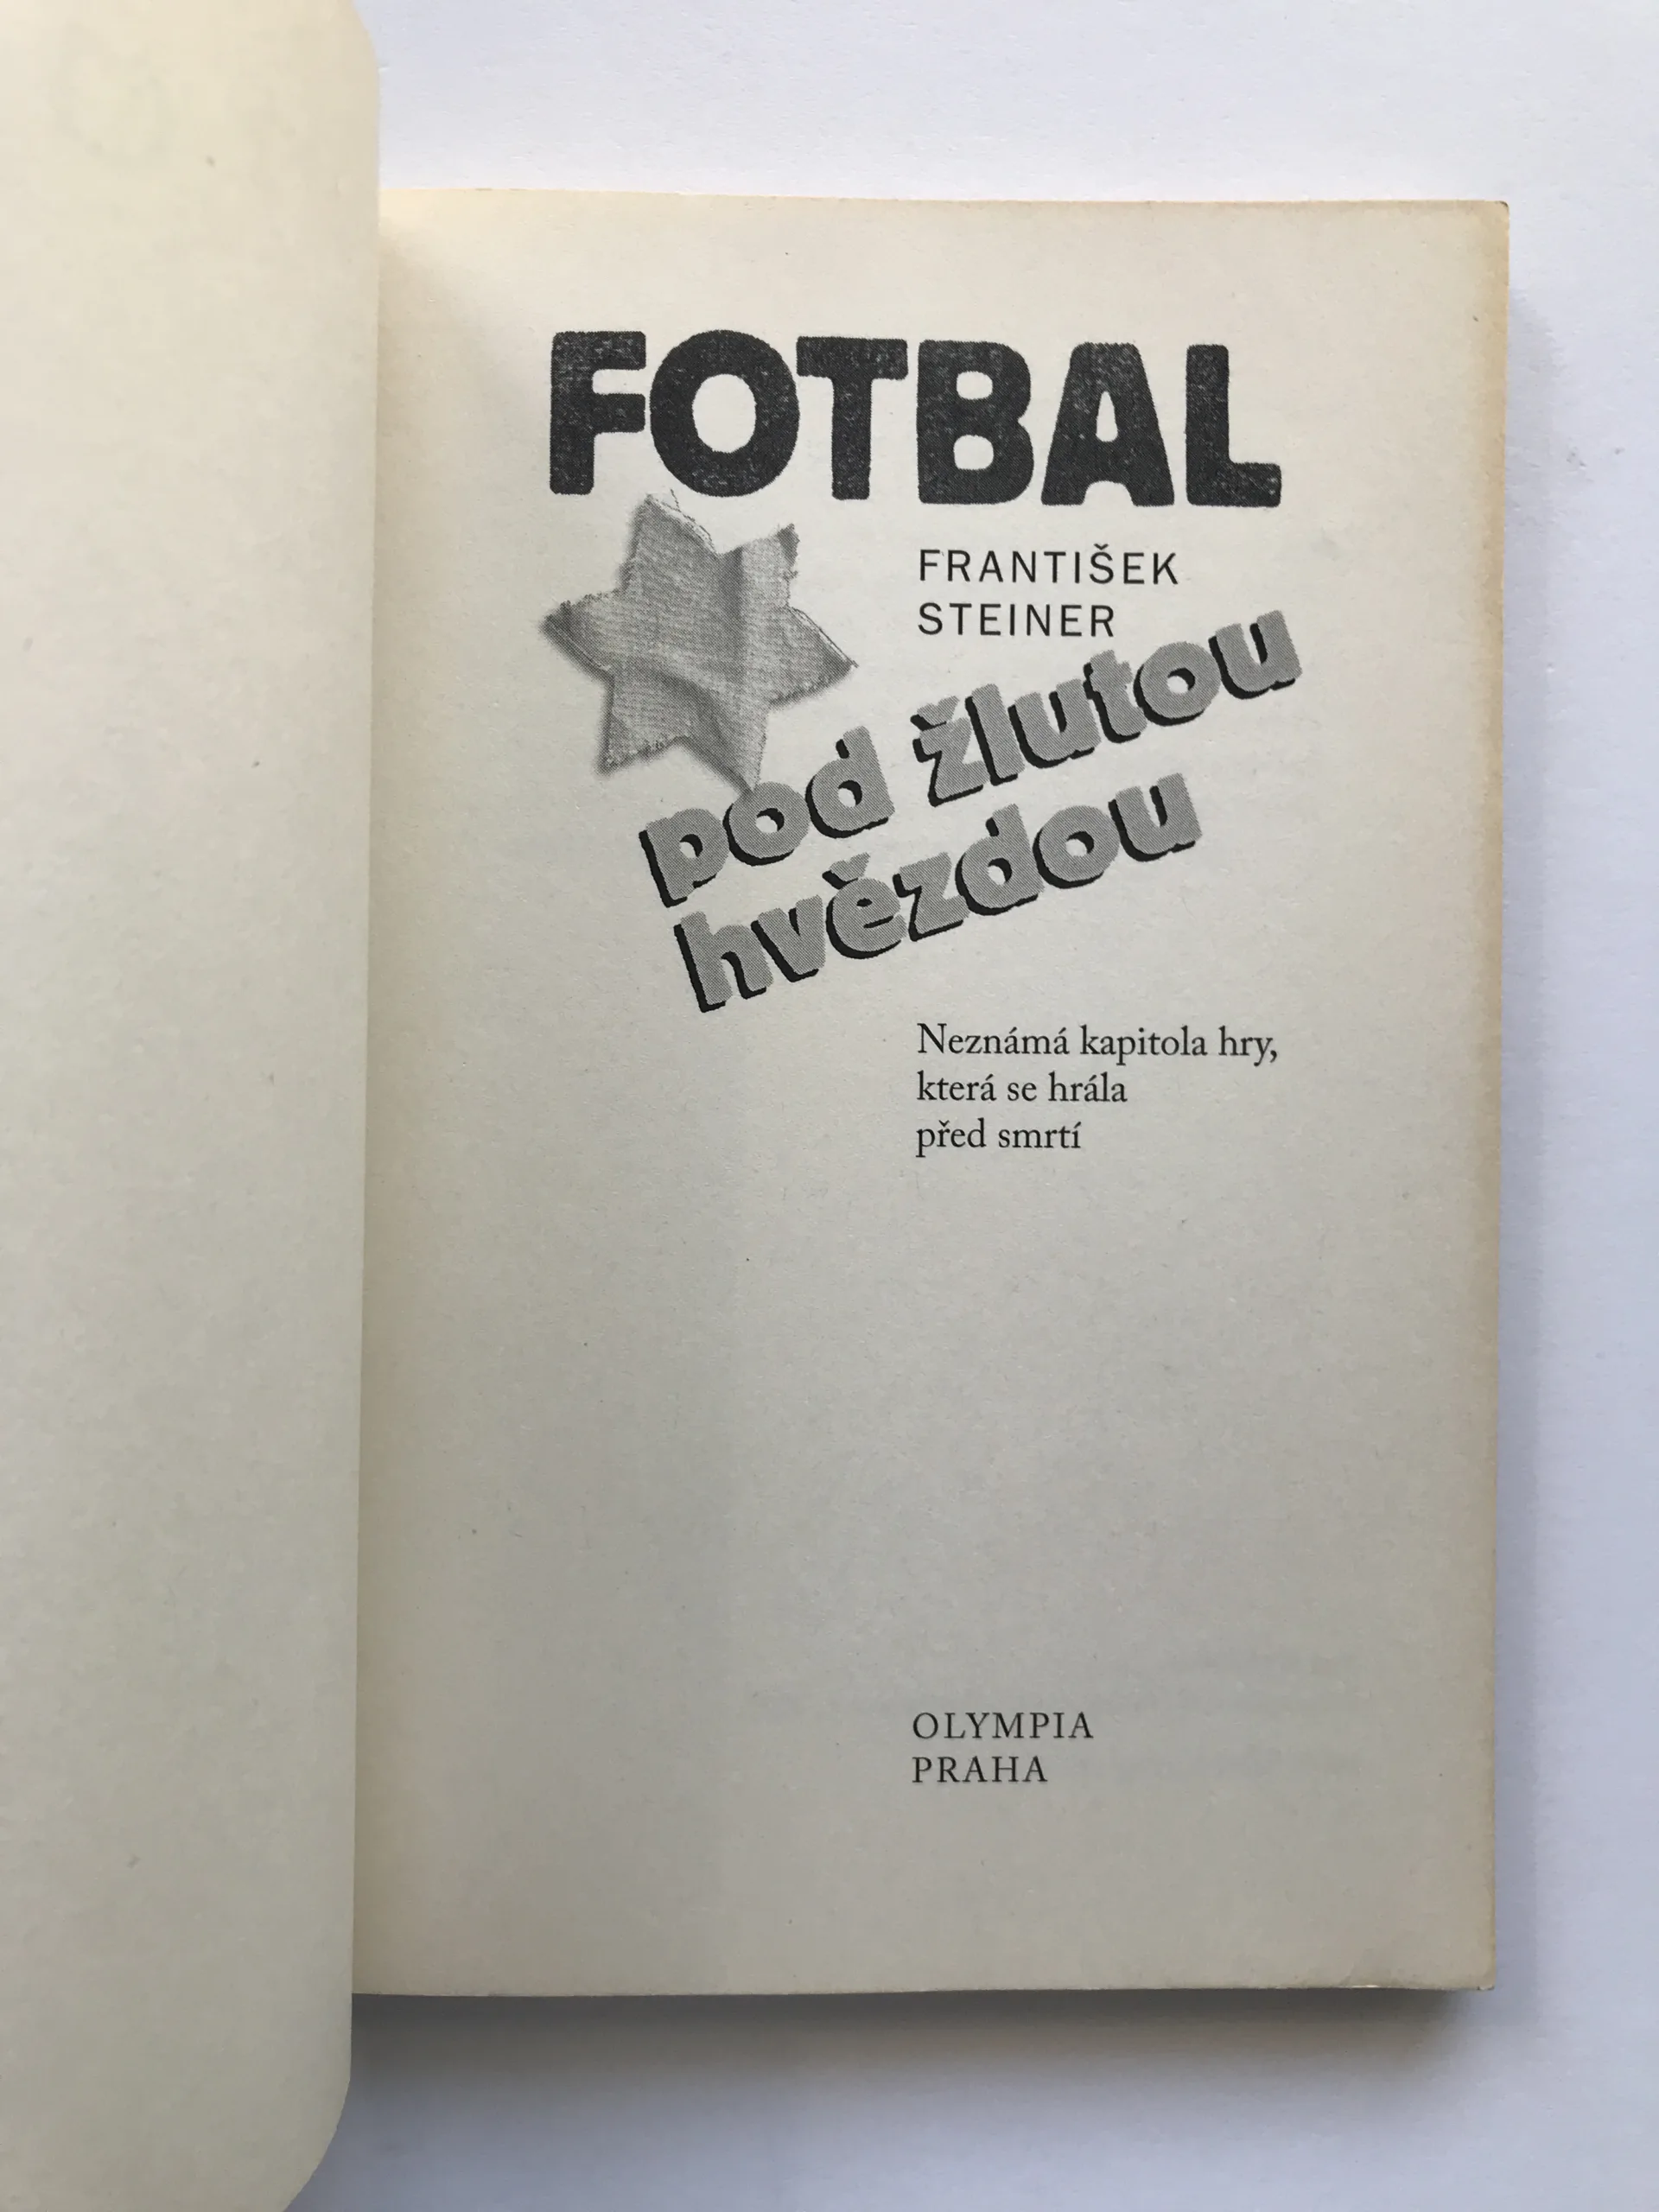 FOTBAL
FRANTIŠEK
STEINER
pod žlutou
hvězdou
Neznámá kapitola hry,
která se hrála
před smrtí
OLYMPIA
PRAHA